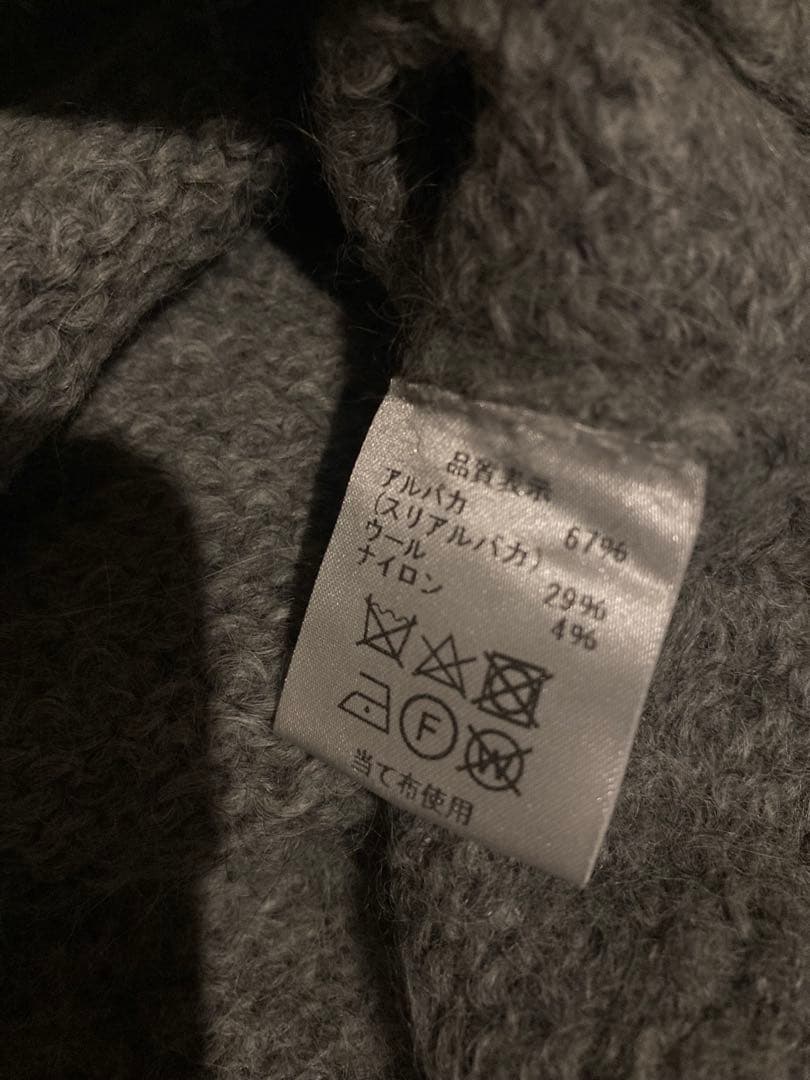 品質表示
アルパカ 67%
(スリアルパカ)
ウール 29%
ナイロン 4%
F W
当て布使用